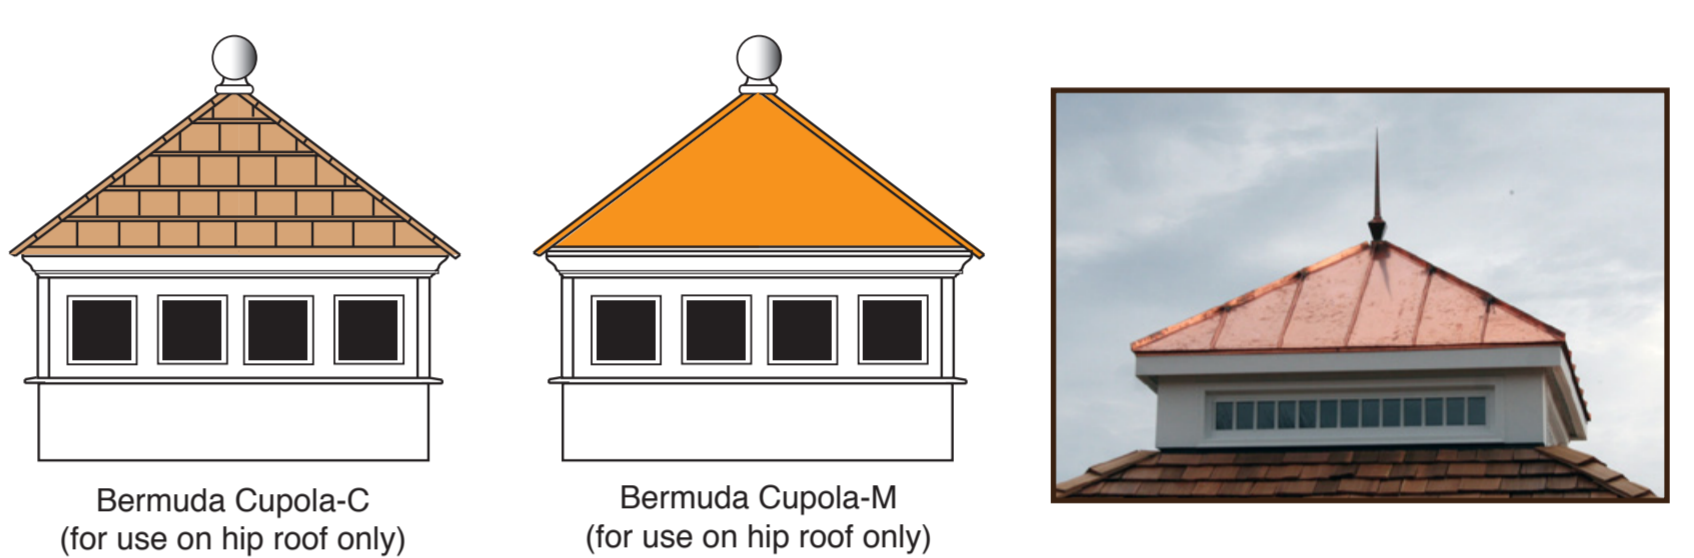 Bermuda Cupola-C
(for use on hip roof only)
Bermuda Cupola-M
(for use on hip roof only)